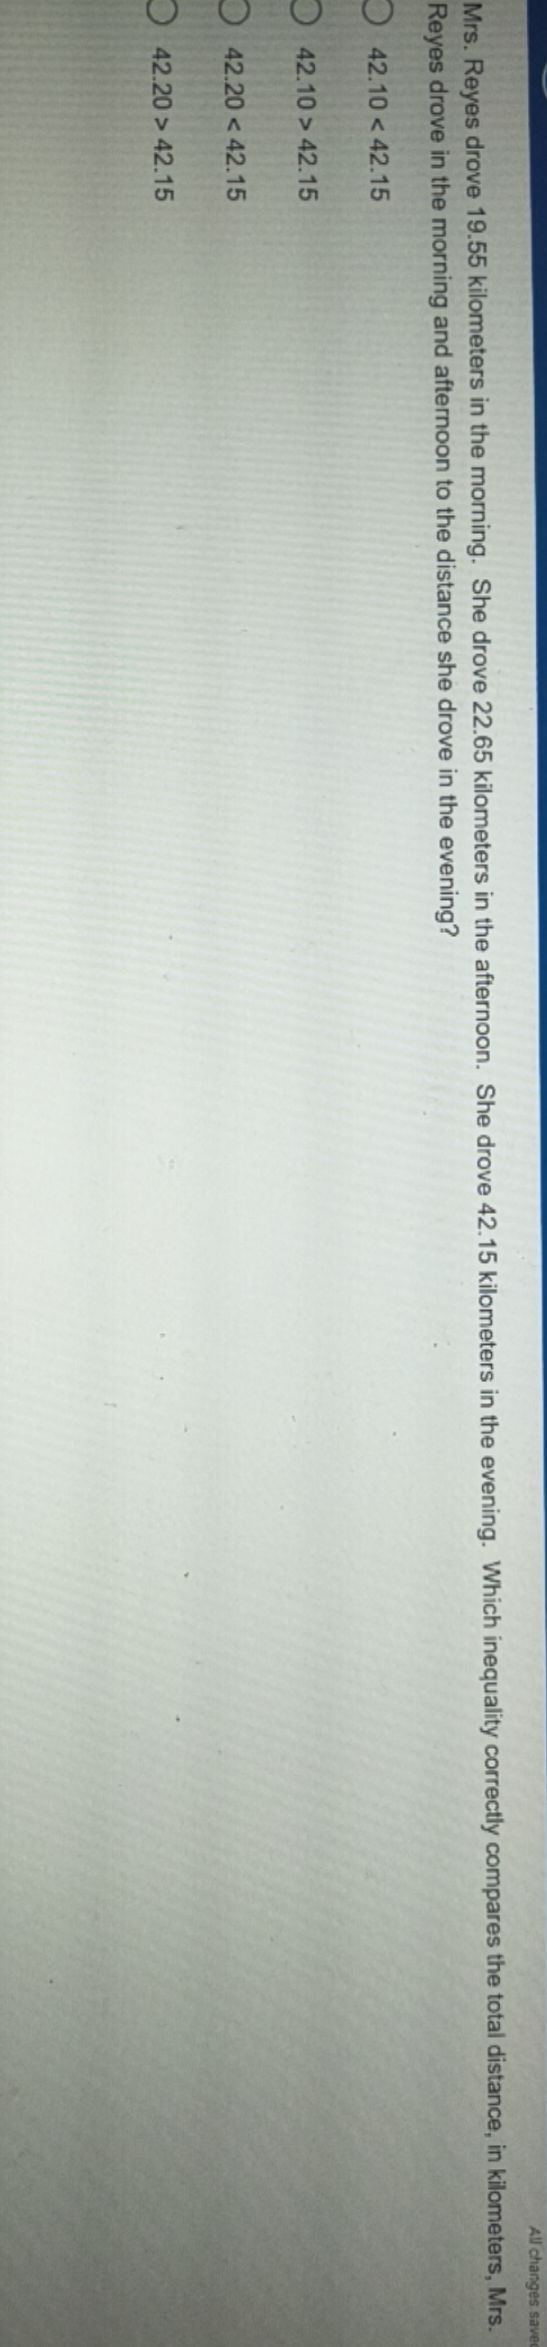 All changes save
Mrs. Reyes drove 19.55 kilometers in the morning. She drove 22.65 kilometers in the afternoon. She drove 42.15 kilometers in the evening. Which inequality correctly compares the total distance, in kilometers, Mrs.
Reyes drove in the morning and afternoon to the distance she drove in the evening?
42.10 < 42.15
42.10 > 42.15
42.20 < 42.15
42.20 > 42.15